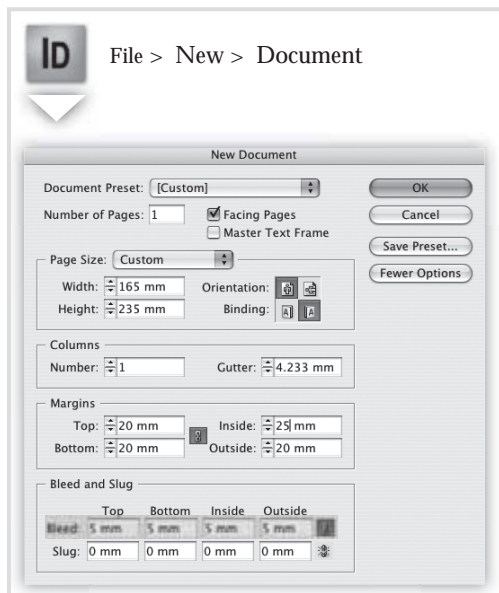 ID
File > New > Document
New Document
Document Preset: [Custom]
OK
Number of Pages: 1
Facing Pages
Cancel
Master Text Frame
Save Preset...
Page Size: Custom
Fewer Options
Width: 165 mm
Orientation:
Height: 235 mm
Binding:
Columns
Number: 1
Gutter: 4.233 mm
Margins
Top: 20 mm
Inside: 25 mm
Bottom: 20 mm
Outside: 20 mm
Bleed and Slug
Top Bottom Inside Outside
Bleed: 5 mm 5 mm 5 mm 5 mm
Slug: 0 mm 0 mm 0 mm 0 mm